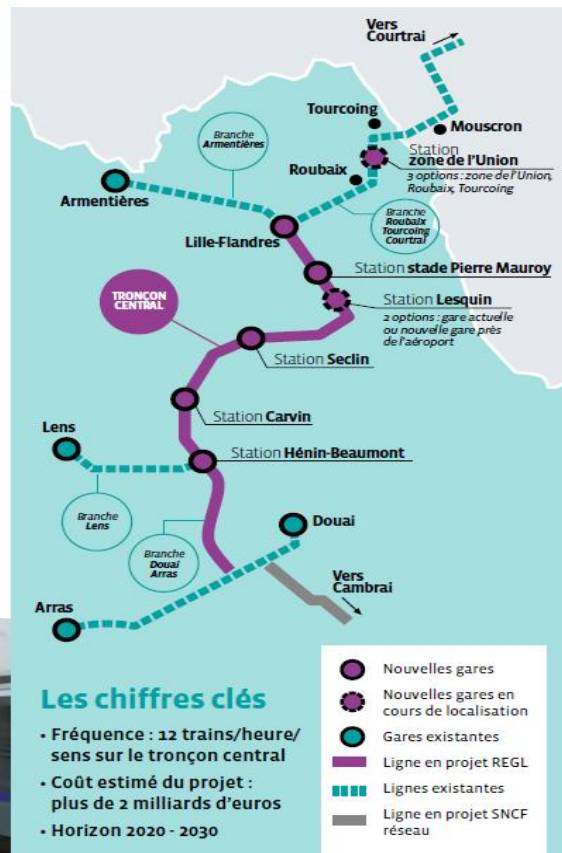 Vers
Courtrai
Tourcoing
Mouscron
Station
zone de l'Union
3 options : zone de l'Union,
Roubaix, Tourcoing
Roubaix
Branche
Armentières
Armentières
Branche
Roubaix
Tourcoing
Courtrai
Lille-Flandres
Station stade Pierre Mauroy
TRONÇON
CENTRAL
Station Lesquin
2 options : gare actuelle
ou nouvelle gare près
de l'aéroport
Station Seclin
Station Carvin
Lens
Station Hénin-Beaumont
Branche
Lens
Branche
Douai
Arras
Douai
Vers
Cambrai
Arras
Les chiffres clés
• Fréquence : 12 trains/heure/
sens sur le tronçon central
• Coût estimé du projet :
plus de 2 milliards d'euros
• Horizon 2020 - 2030
Nouvelles gares
Nouvelles gares en
cours de localisation
Gares existantes
Ligne en projet REGL
Lignes existantes
Ligne en projet SNCF
réseau